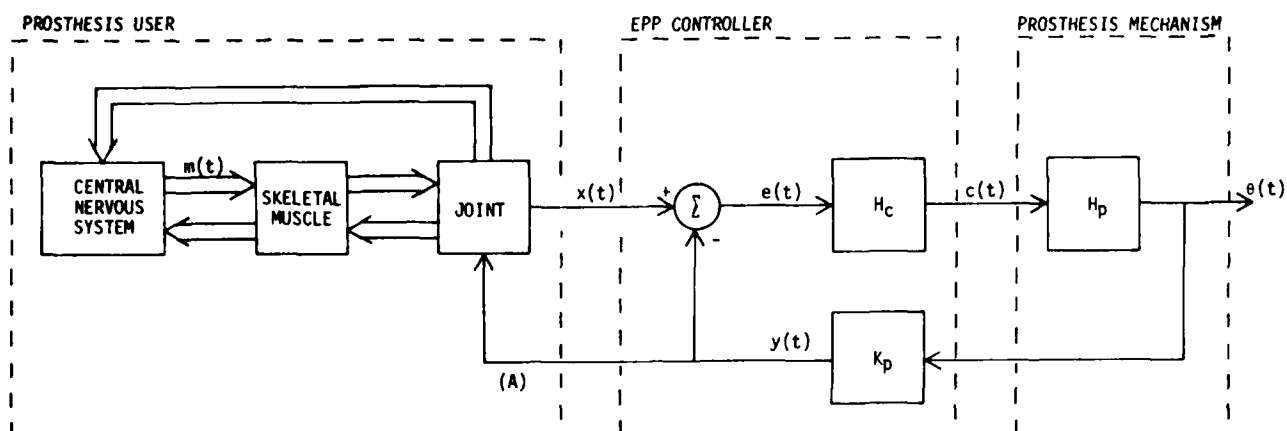 PROSTHESIS USER
EPP CONTROLLER
PROSTHESIS MECHANISM
CENTRAL
NERVOUS
SYSTEM
m(t)
SKELETAL
MUSCLE
JOINT
x(t)
+
Σ
-
e(t)
H_c
c(t)
H_p
θ(t)
(A)
y(t)
K_p